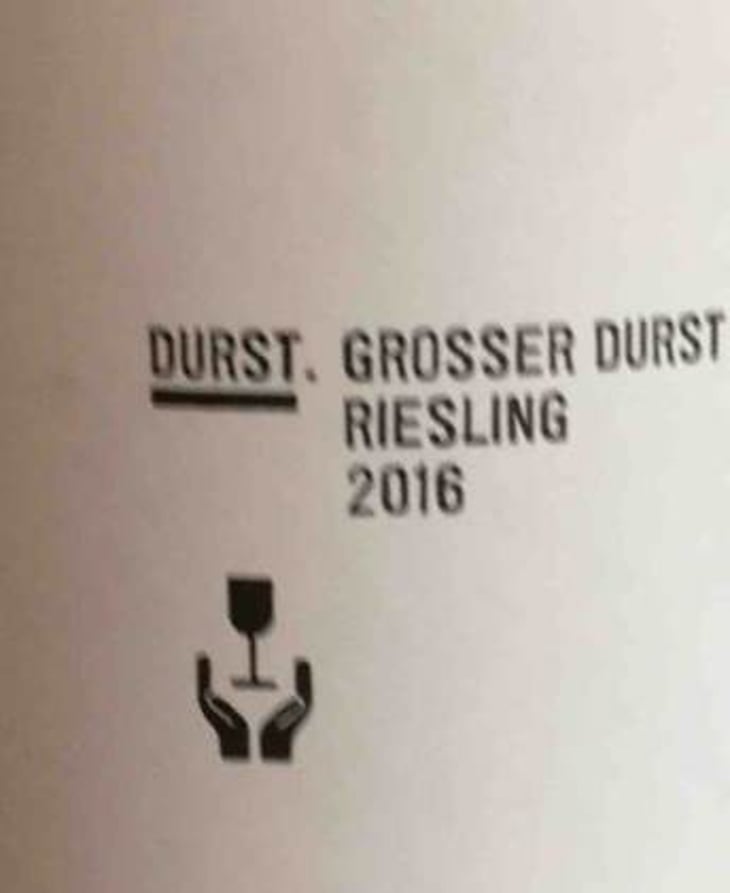 DURST. GROSSER DURST
RIESLING
2016